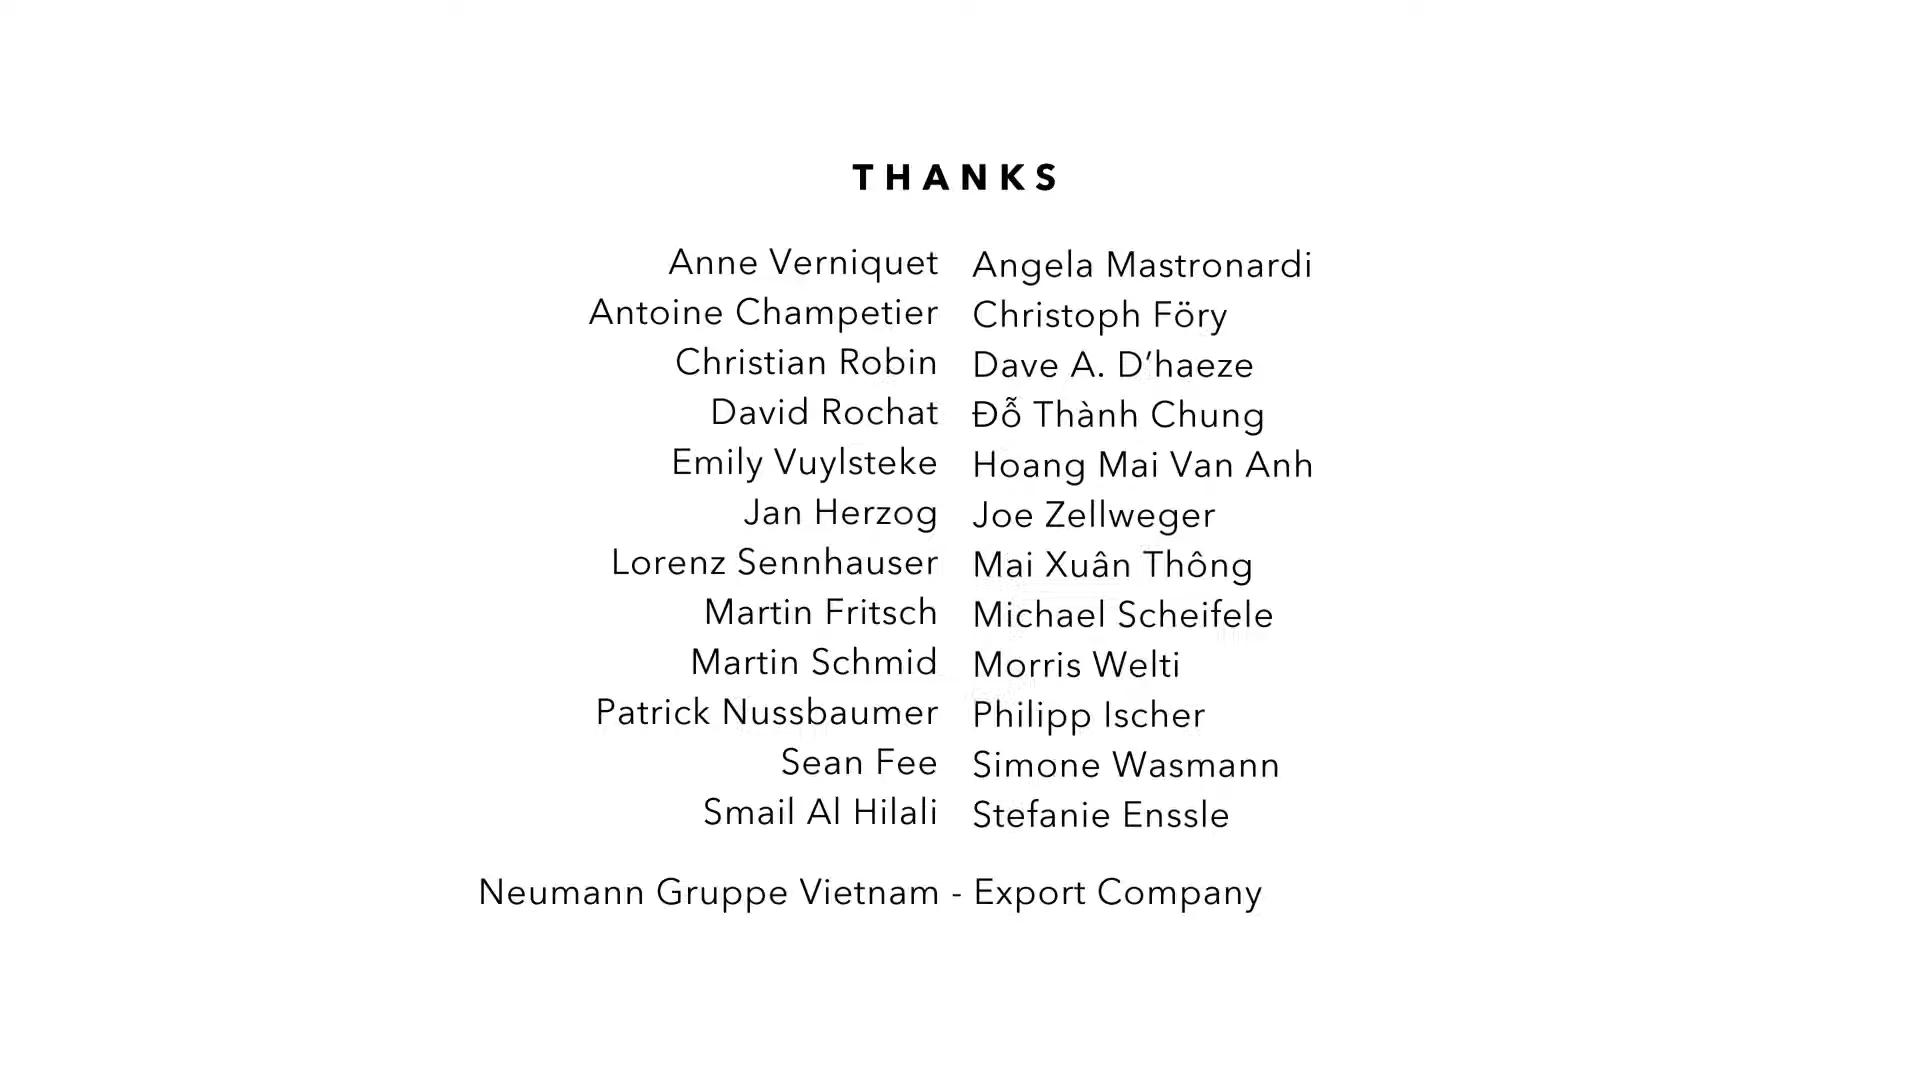 THANKS
Anne Verniquet
Antoine Champetier
Christian Robin
David Rochat
Emily Vuylsteke
Jan Herzog
Lorenz Sennhauser
Martin Fritsch
Martin Schmid
Patrick Nussbaumer
Sean Fee
Smail Al Hilali
Angela Mastronardi
Christoph Föry
Dave A. D’haeze
Đỗ Thành Chung
Hoang Mai Van Anh
Joe Zellweger
Mai Xuân Thông
Michael Scheifele
Morris Welti
Philipp Ischer
Simone Wasmann
Stefanie Enssle
Neumann Gruppe Vietnam - Export Company